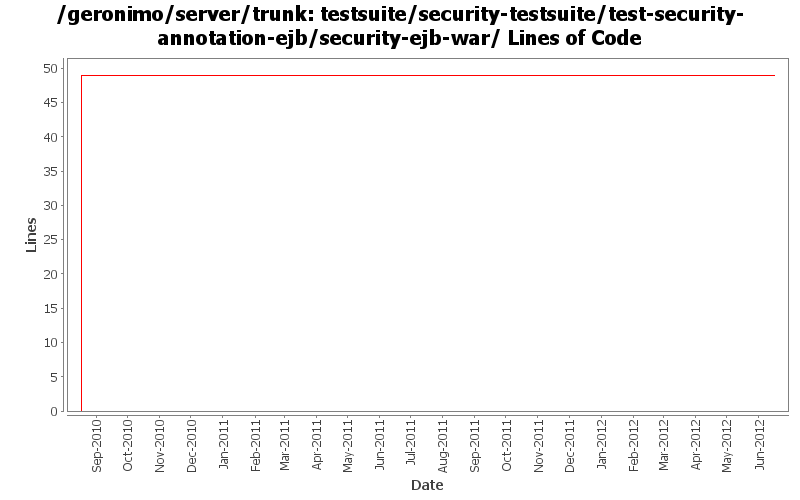 /geronimo/server/trunk: testsuite/security-testsuite/test-security-
annotation-ejb/security-ejb-war/ Lines of Code
Lines
50
45
40
35
30
25
20
15
10
5
0
Sep-2010
Oct-2010
Nov-2010
Dec-2010
Jan-2011
Feb-2011
Mar-2011
Apr-2011
May-2011
Jun-2011
Jul-2011
Aug-2011
Sep-2011
Oct-2011
Nov-2011
Dec-2011
Jan-2012
Feb-2012
Mar-2012
Apr-2012
May-2012
Jun-2012
Date